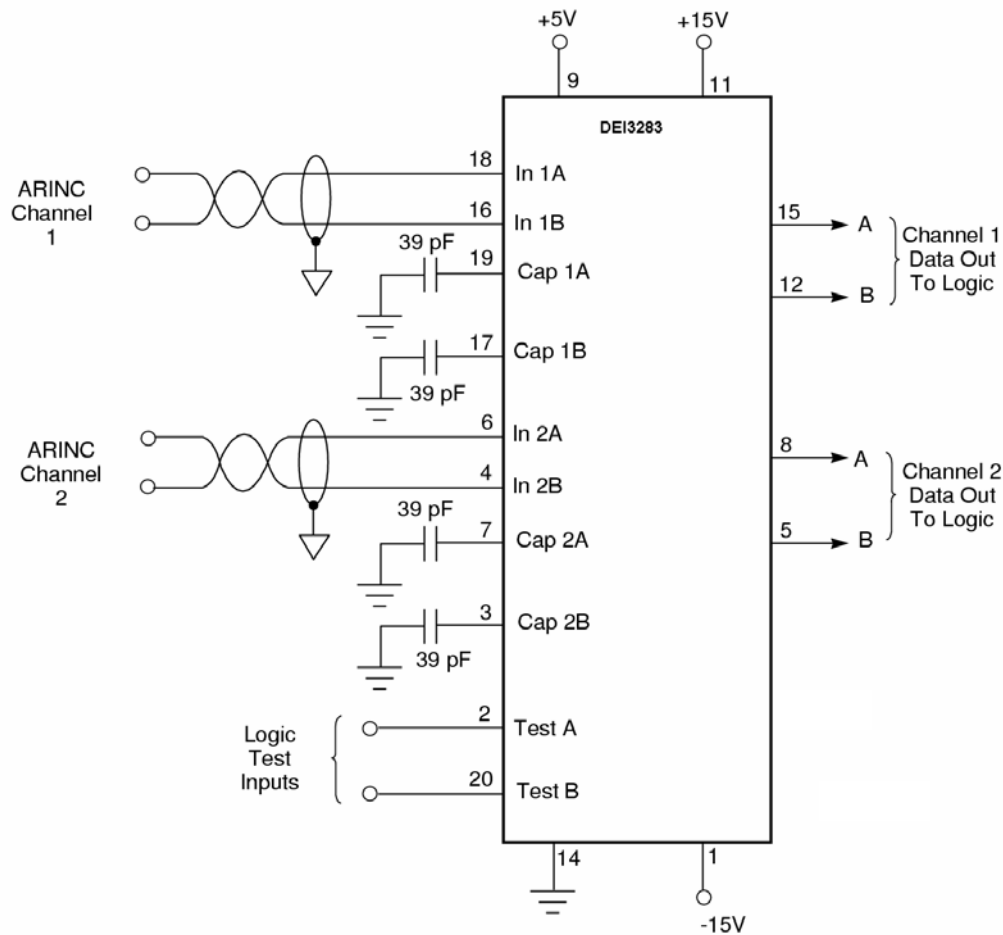 +5V
+15V
9
11
DEI3283
ARINC
Channel
1
18
In 1A
16
In 1B
39 pF
19
Cap 1A
17
Cap 1B
39 pF
15
A
12
B
Channel 1
Data Out
To Logic
ARINC
Channel
2
6
In 2A
4
In 2B
39 pF
7
Cap 2A
3
Cap 2B
39 pF
8
A
5
B
Channel 2
Data Out
To Logic
Logic
Test
Inputs
2
Test A
20
Test B
14
1
-15V